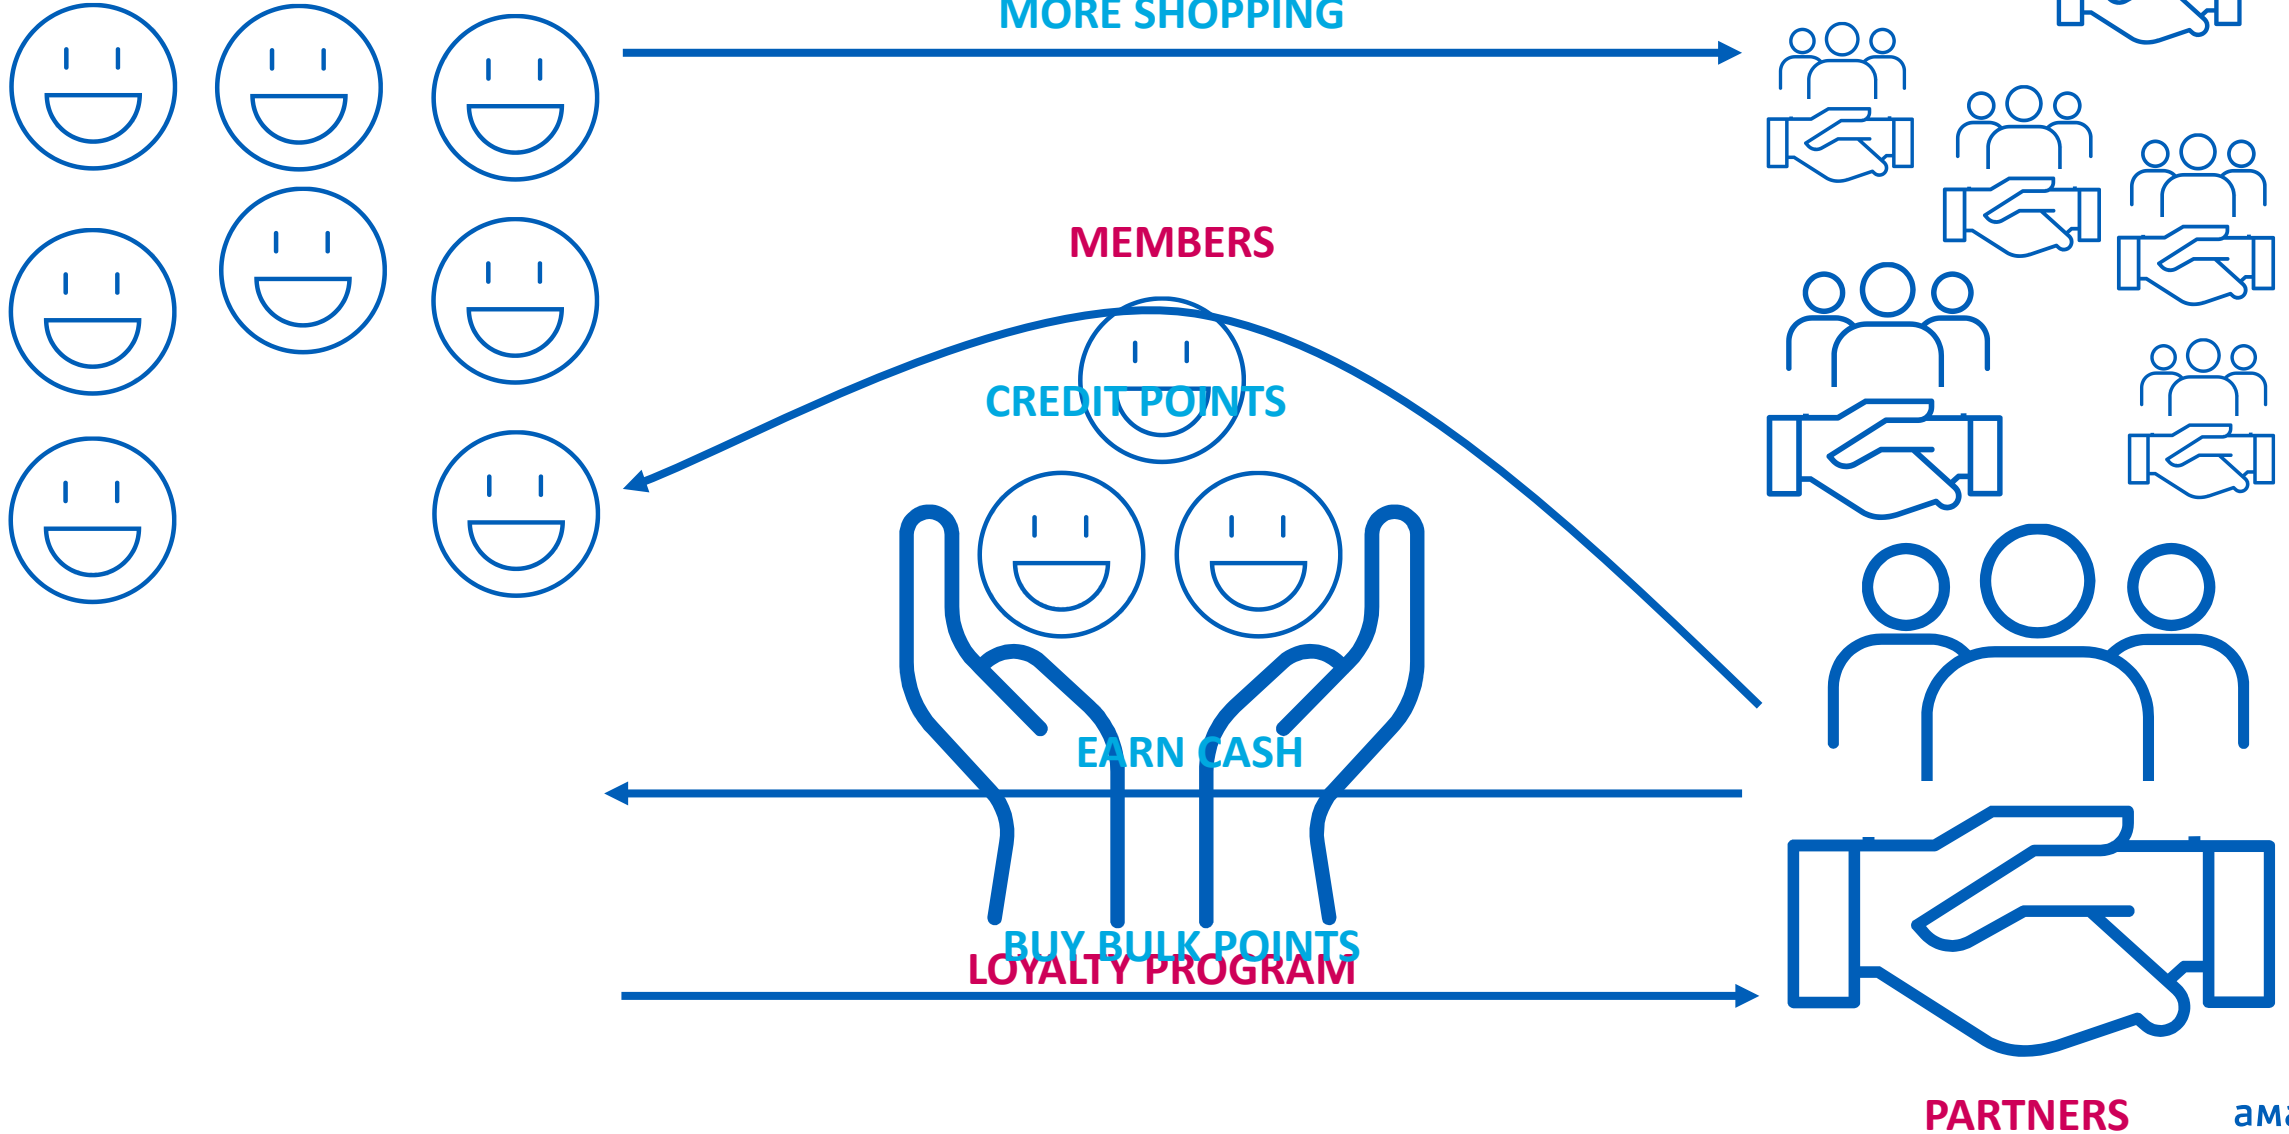 MORE SHOPPING
MEMBERS
CREDIT POINTS
EARN CASH
BUY BULK POINTS
LOYALTY PROGRAM
PARTNERS